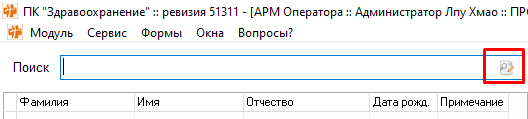 ПК "Здравоохранение" :: ревизия 51311 - [АРМ Оператора :: Администратор Лпу Хмао :: ПРО
Модуль Сервис Формы Окна Вопросы?
Поиск
Фамилия Имя Отчество Дата рожд. Примечание